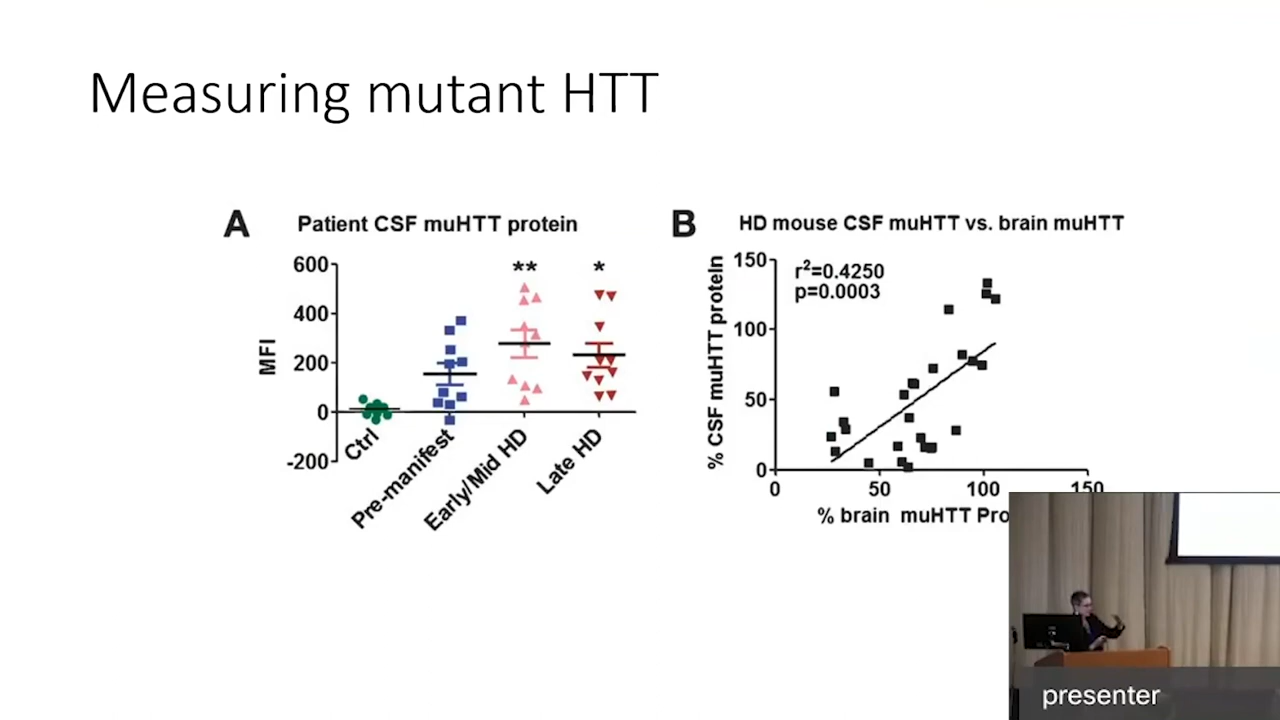 Measuring mutant HTT
A
Patient CSF muHTT protein
600
400
200
0
-200
MFI
**
*
Ctrl
Pre-manifest
Early/Mid HD
Late HD
B
HD mouse CSF muHTT vs. brain muHTT
r²=0.4250
p=0.0003
% CSF muHTT protein
150
100
50
0
0
50
100
150
% brain muHTT Pro
presenter